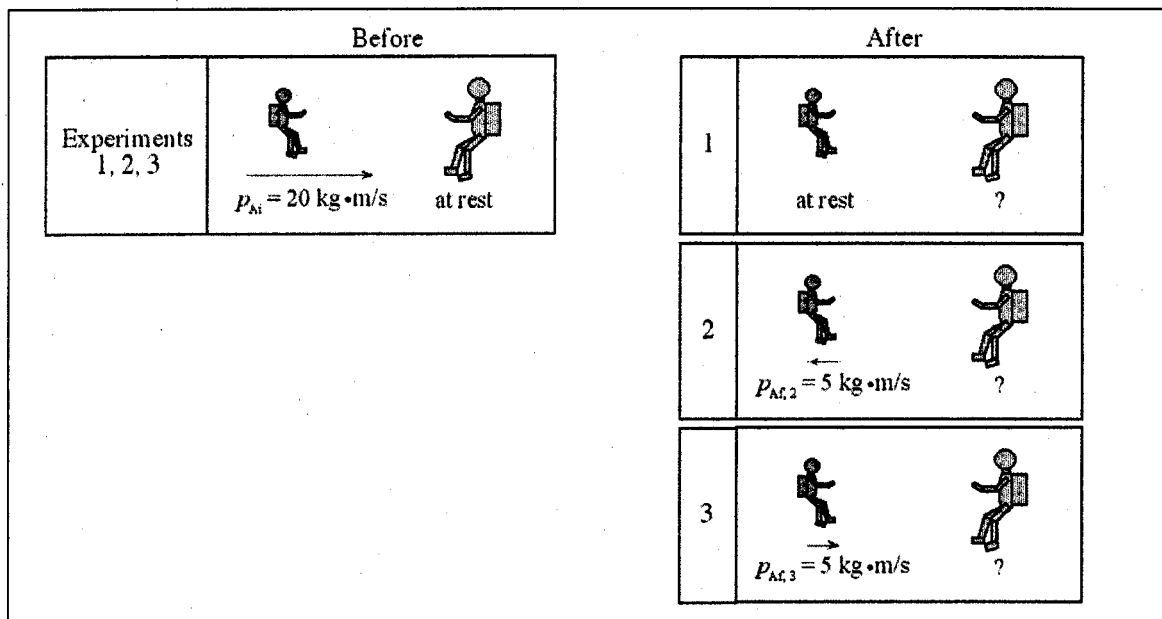 Before
Experiments
1, 2, 3
p_Ai = 20 kg•m/s
at rest
After
1
at rest
?
2
p_Af, 2 = 5 kg•m/s
?
3
p_Af, 3 = 5 kg•m/s
?